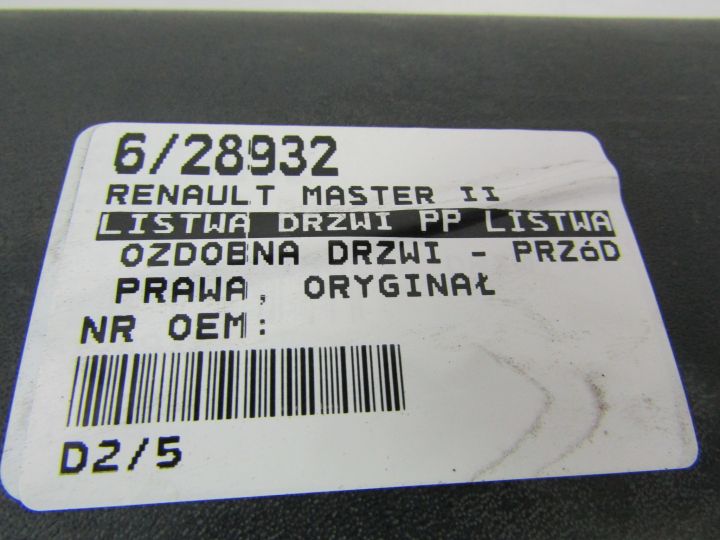 6/28932
RENAULT MASTER II
LISTWA DRZWI PP LISTWA
OZDOBNA DRZWI - PRZóD
PRAWA, ORYGINAŁ
NR OEM:
D2/5